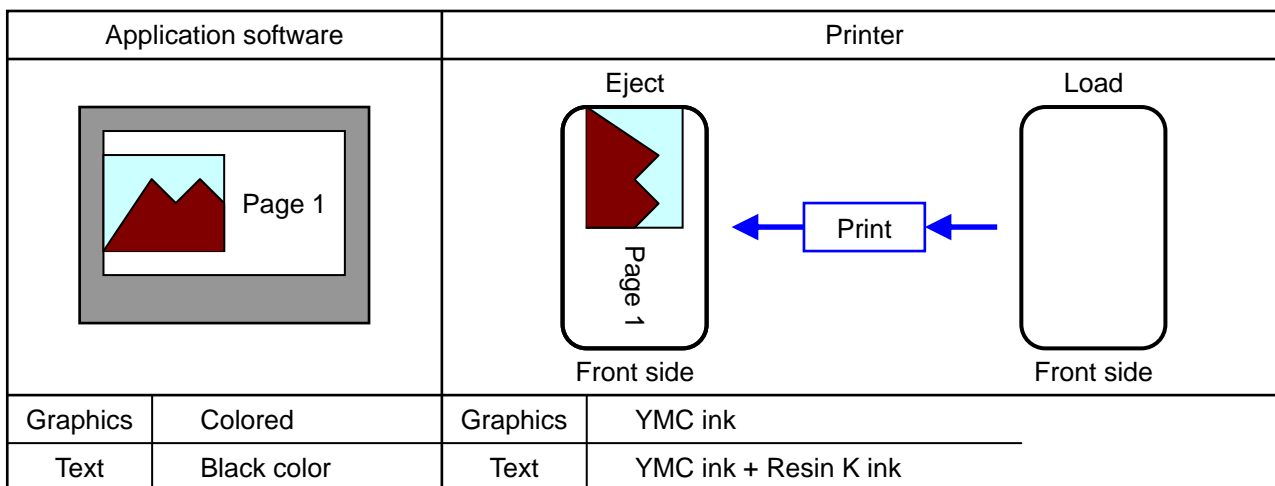 Application software
Printer
Eject
Load
Page 1
Print
Page 1
Front side
Front side
Graphics
Colored
Graphics
YMC ink
Text
Black color
Text
YMC ink + Resin K ink